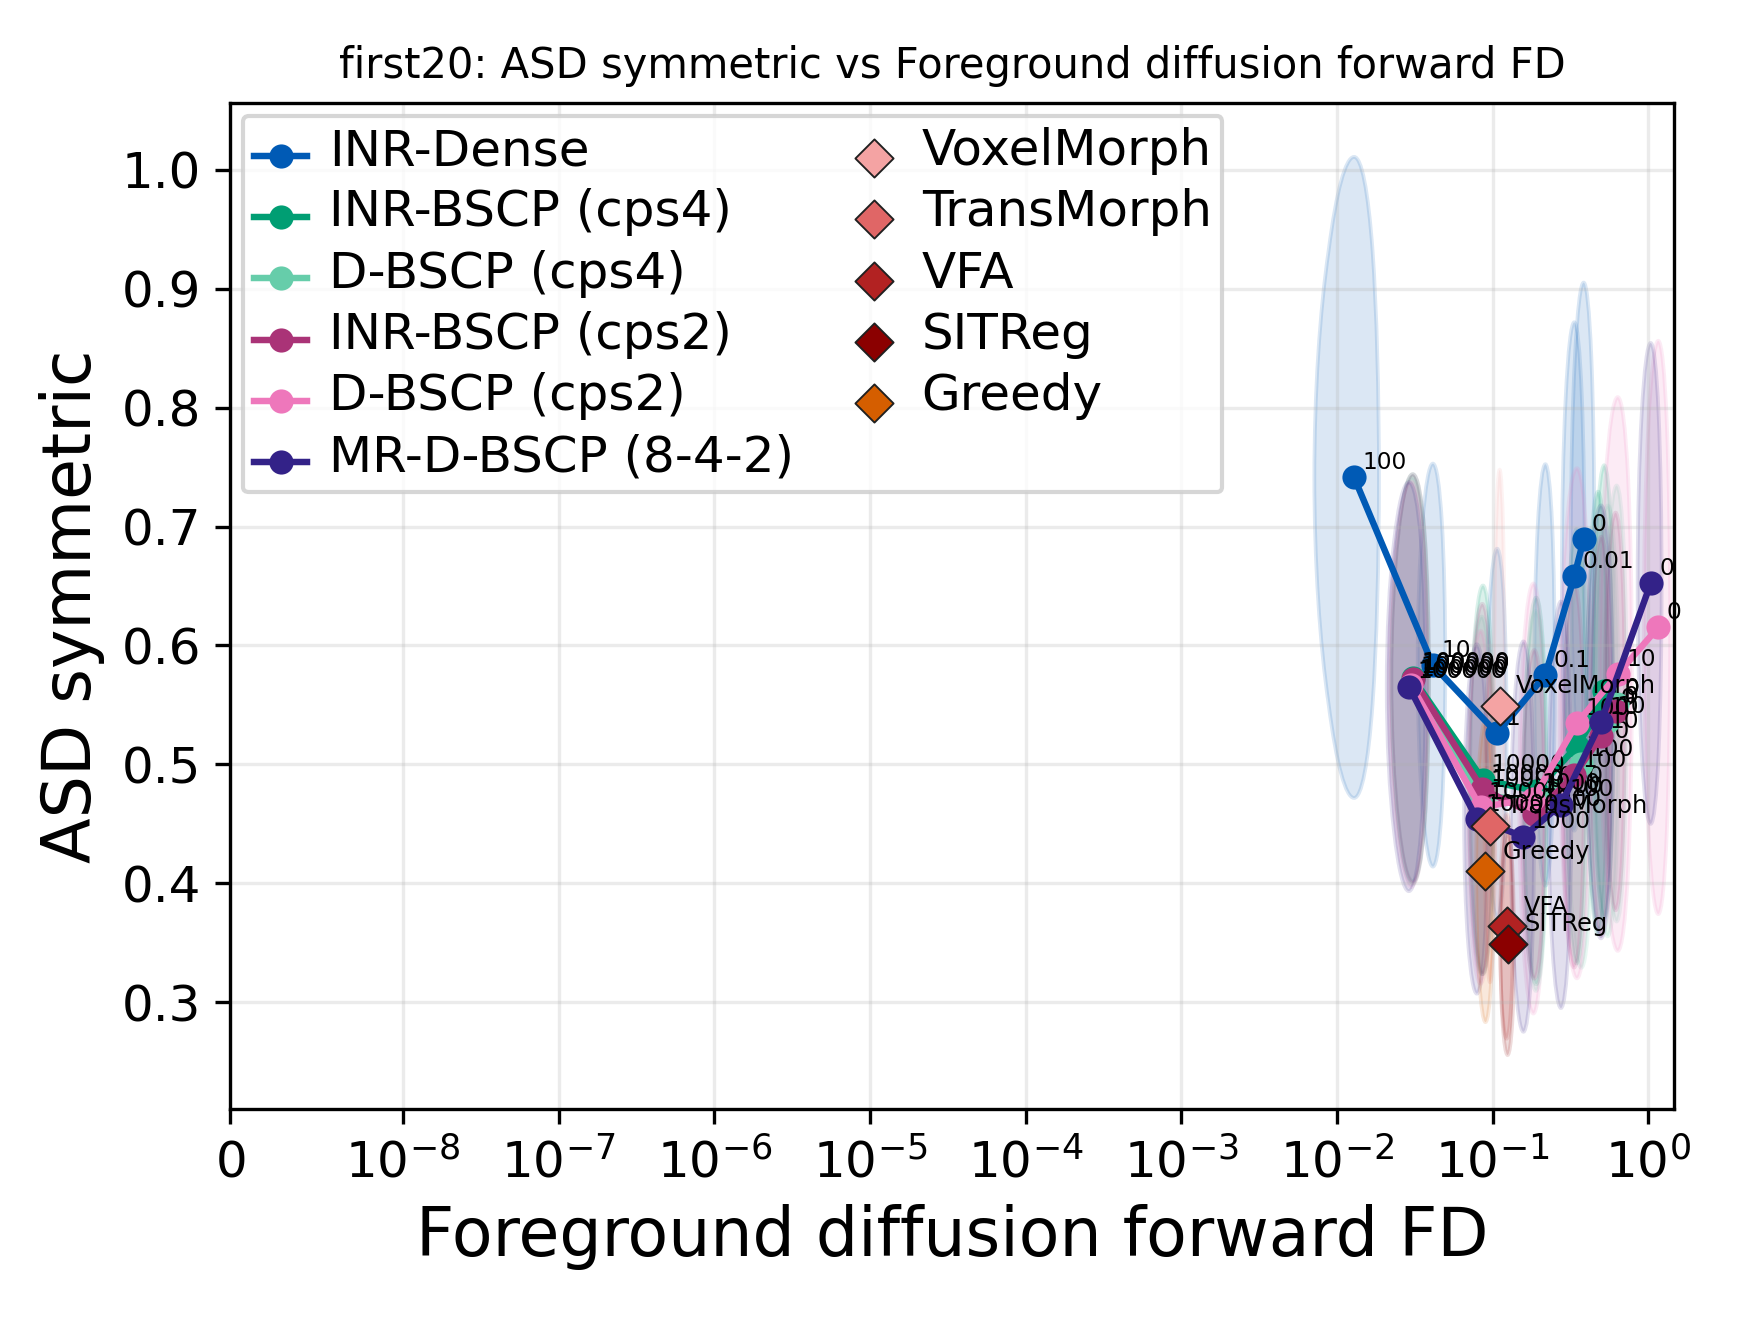 first20: ASD symmetric vs Foreground diffusion forward FD
INR-Dense
INR-BSCP (cps4)
D-BSCP (cps4)
INR-BSCP (cps2)
D-BSCP (cps2)
MR-D-BSCP (8-4-2)
VoxelMorph
TransMorph
VFA
SITReg
Greedy
ASD symmetric
1.0
0.9
0.8
0.7
0.6
0.5
0.4
0.3
100
0
0.01
0
0
10
0.1
10
VoxelMorph
1
TransMorph
1000
Greedy
VFA
SITReg
0
10⁻⁸
10⁻⁷
10⁻⁶
10⁻⁵
10⁻⁴
10⁻³
10⁻²
10⁻¹
10⁰
Foreground diffusion forward FD